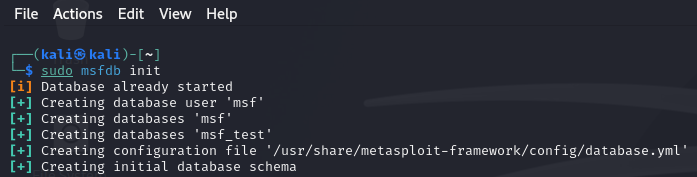 File Actions Edit View Help
┌──(kali㉿kali)-[~]
└─$ sudo msfdb init
[i] Database already started
[+] Creating database user 'msf'
[+] Creating databases 'msf'
[+] Creating databases 'msf_test'
[+] Creating configuration file '/usr/share/metasploit-framework/config/database.yml'
[+] Creating initial database schema